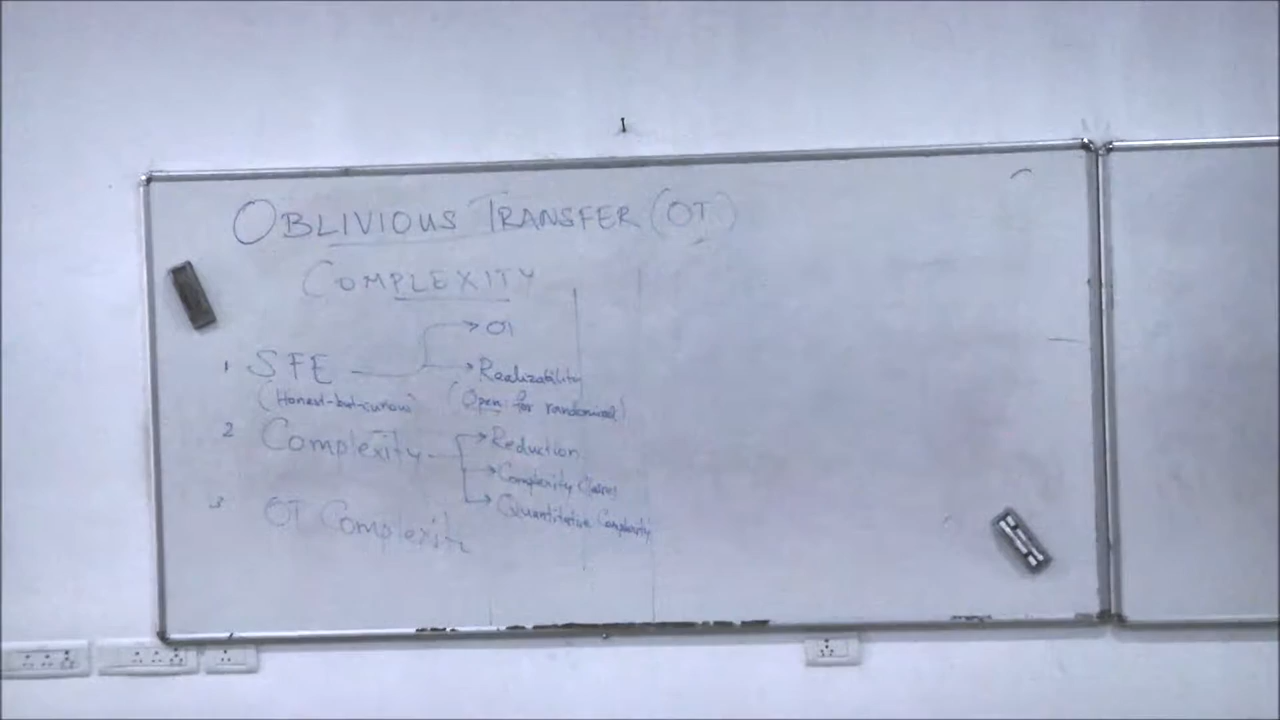 OBLIVIOUS TRANSFER (OT)
COMPLEXITY
→ OT
1 SFE → Realizability
(Honest-but-curious) (Open for randomized)
2 Complexity → Reduction
→ Complexity Classes
→ Quantitative Complexity
3 OT Complexity